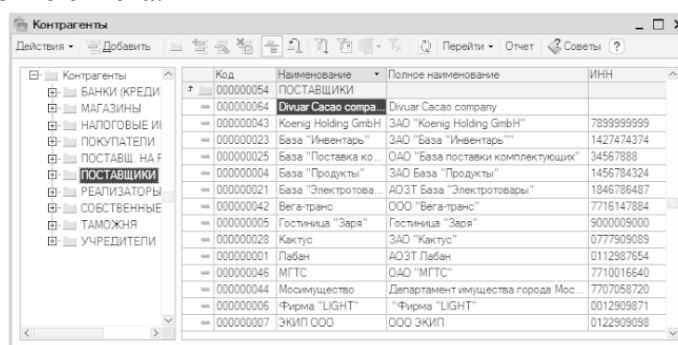 Контрагенты
Действия Добавить Перейти Отчет Советы ?
Контрагенты
БАНКИ (КРЕДИ
МАГАЗИНЫ
НАЛОГОВЫЕ ИН
ПОКУПАТЕЛИ
ПОСТАВЩ. НА Р
ПОСТАВЩИКИ
РЕАЛИЗАТОРЫ
СОБСТВЕННЫЕ
ТАМОЖНЯ
УЧРЕДИТЕЛИ
Код Наименование Полное наименование ИНН
000000054 ПОСТАВЩИКИ
000000064 Divuar Cacao compa... Divuar Cacao company
000000043 Koenig Holding GmbH ЗАО "Koenig Holding GmbH" 7899999999
000000023 База "Инвентарь" ЗАО "База "Инвентарь"" 1427474374
000000025 База "Поставка ко... ОАО "База поставки комплектующих" 34567888
000000004 База "Продукты" ЗАО База "Продукты" 1456784324
000000021 База "Электротова... АОЗТ База "Электротовары" 1846786487
000000042 Вега-транс ООО "Вега-транс" 7716147884
000000005 Гостиница "Заря" Гостиница "Заря" 9000009000
000000028 Кактус ЗАО "Кактус" 0777909089
000000001 Лабан АОЗТ Лабан 0112987654
000000046 МГТС ОАО "МГТС" 7710016640
000000044 Мосимущество Департамент имущества города Мос... 7707058720
000000006 Фирма "LIGHT" "Фирма "LIGHT" 0012909871
000000007 ЭКИП ООО ООО ЭКИП 0122909098